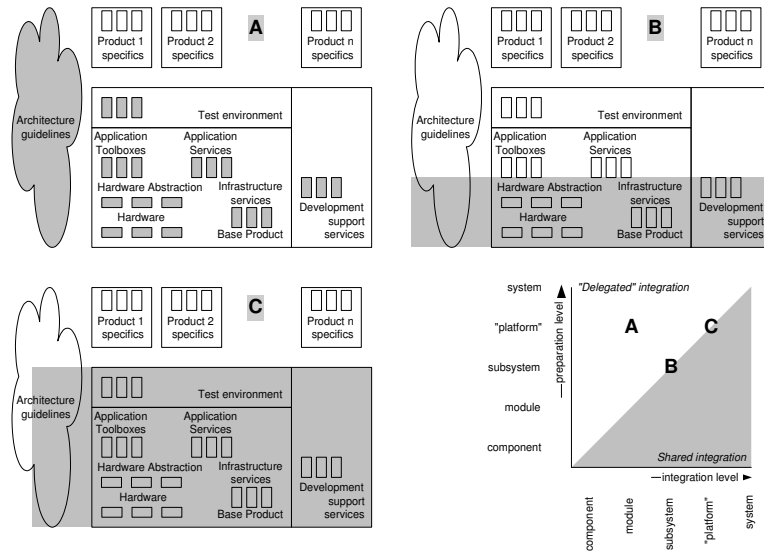 A
Product 1
specifics
Product 2
specifics
Product n
specifics
Architecture
guidelines
Test environment
Application
Toolboxes
Application
Services
Hardware Abstraction
Infrastructure
services
Hardware
Base Product
Development
support
services
B
Product 1
specifics
Product 2
specifics
Product n
specifics
Architecture
guidelines
Test environment
Application
Toolboxes
Application
Services
Hardware Abstraction
Infrastructure
services
Hardware
Base Product
Development
support
services
C
Product 1
specifics
Product 2
specifics
Product n
specifics
Architecture
guidelines
Test environment
Application
Toolboxes
Application
Services
Hardware Abstraction
Infrastructure
services
Hardware
Base Product
Development
support
services
system
"platform"
subsystem
module
component
preparation level
"Delegated" integration
A
C
B
Shared integration
integration level
component
module
subsystem
"platform"
system